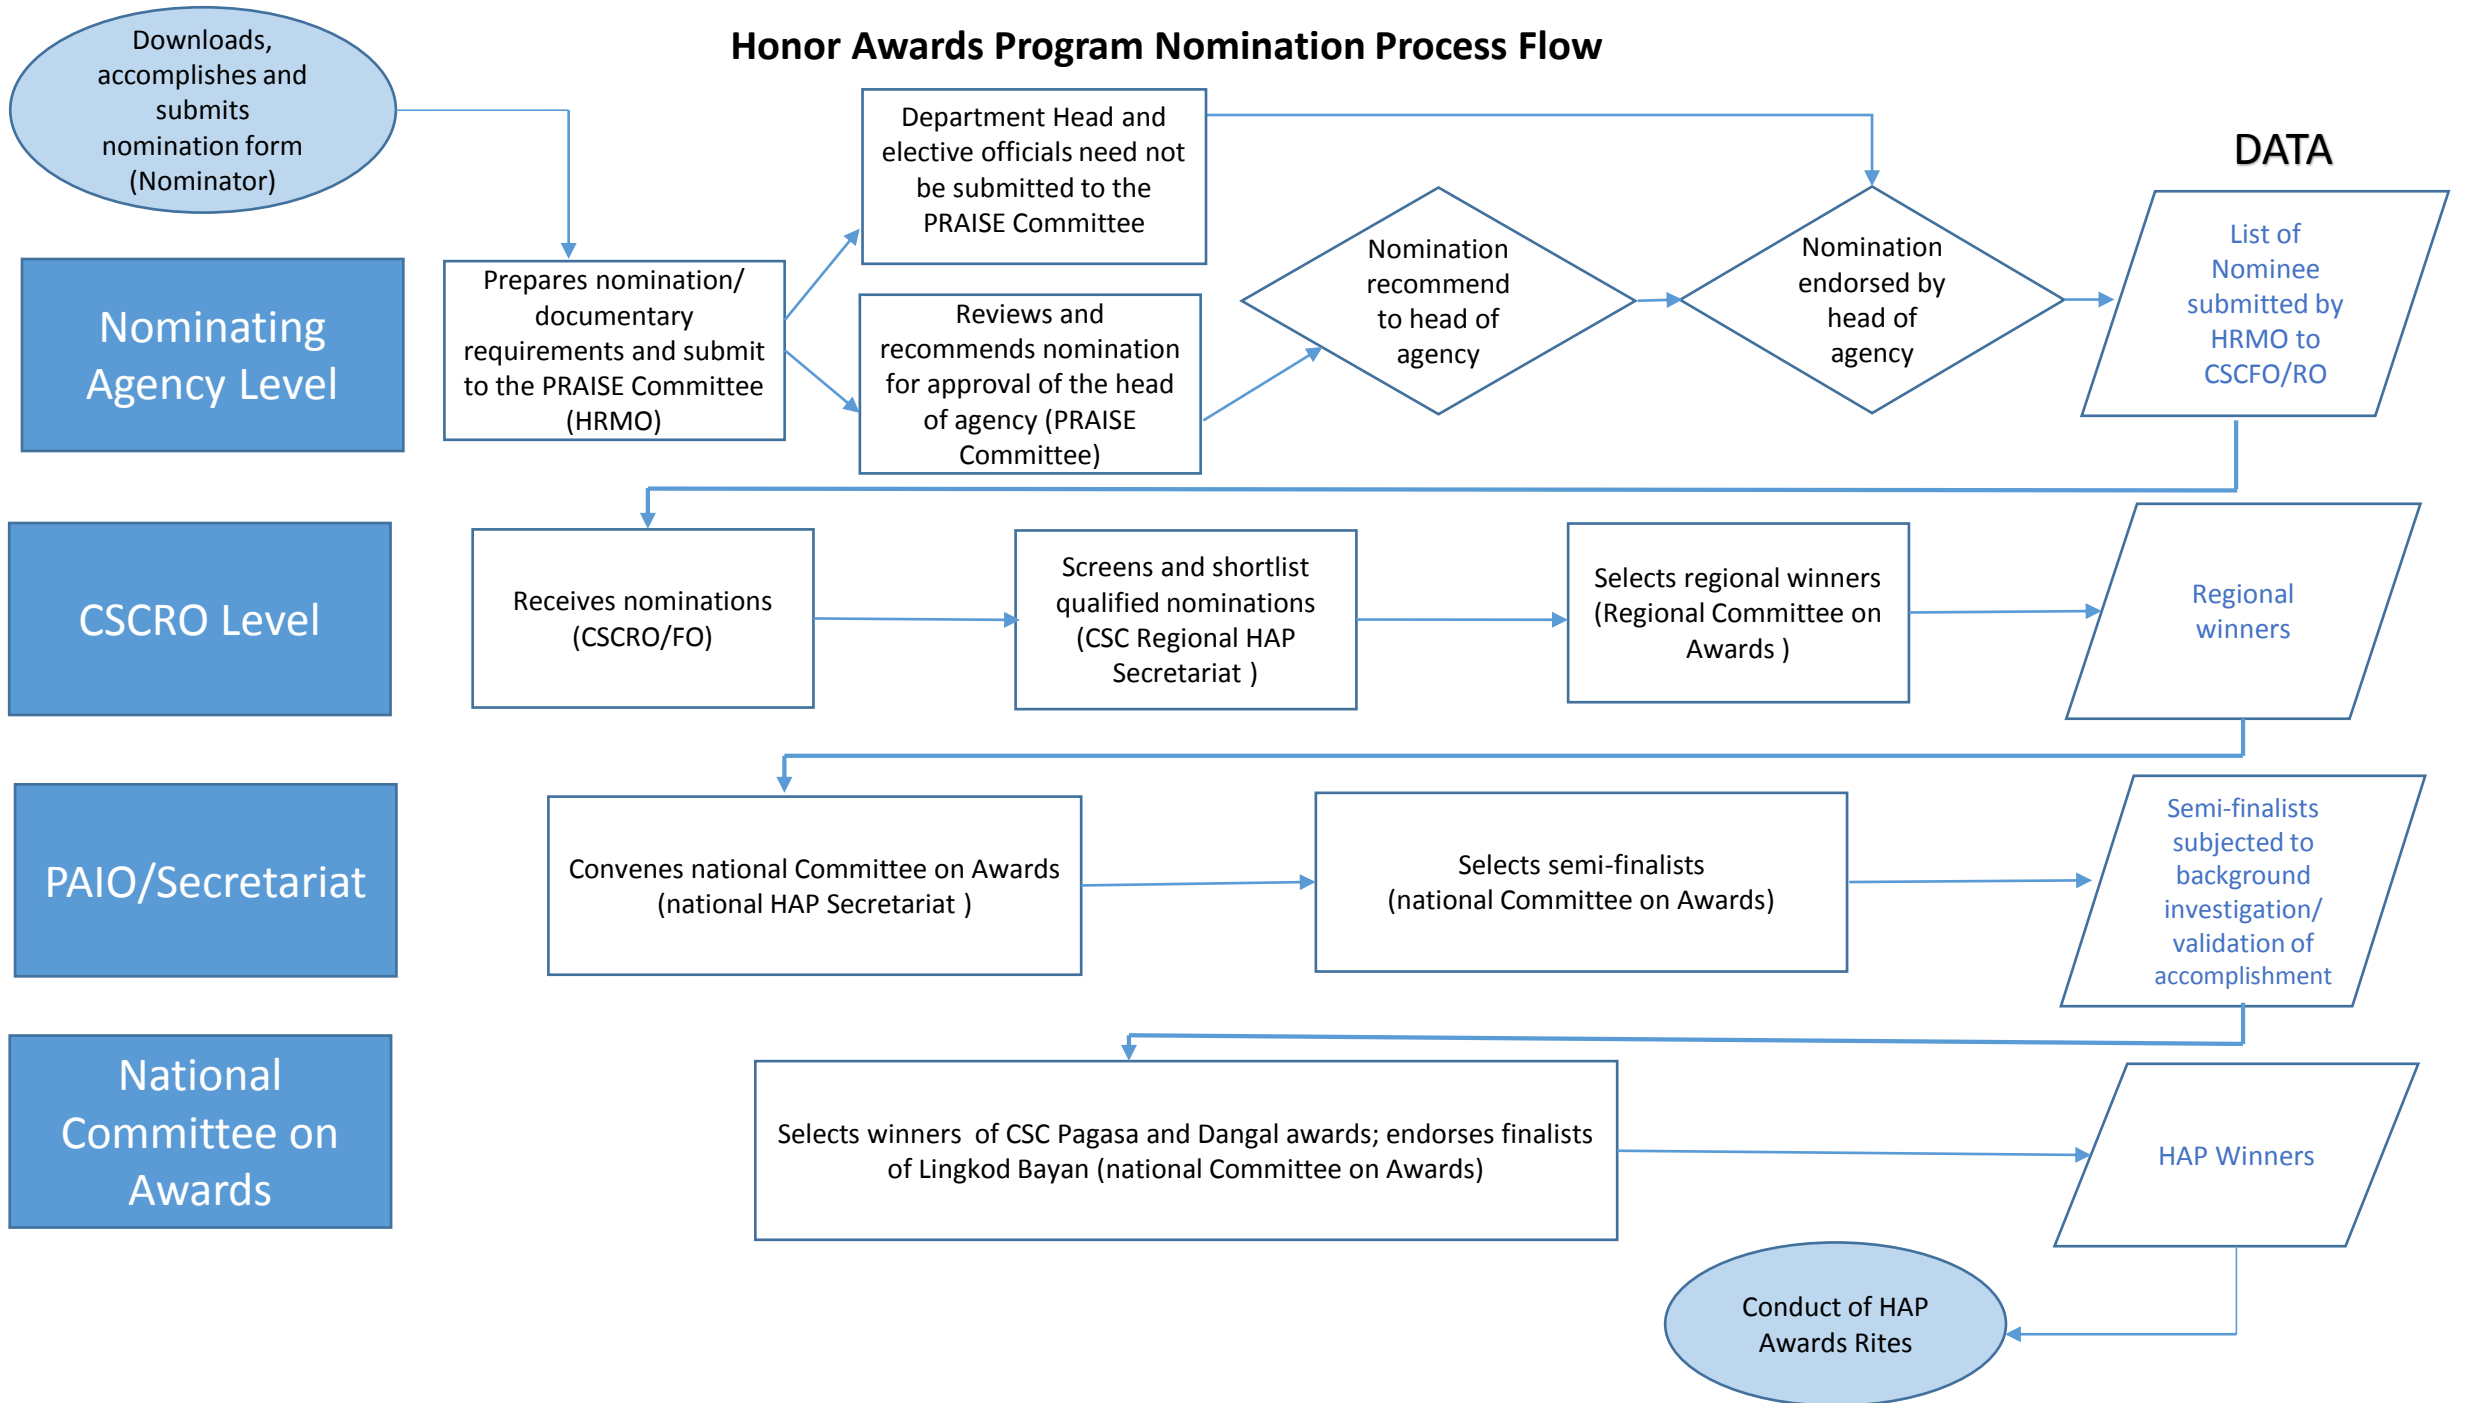 Honor Awards Program Nomination Process Flow
Downloads,
accomplishes and
submits
nomination form
(Nominator)
DATA
Nominating
Agency Level
Prepares nomination/
documentary
requirements and submit
to the PRAISE Committee
(HRMO)
Department Head and
elective officials need not
be submitted to the
PRAISE Committee
Reviews and
recommends nomination
for approval of the head
of agency (PRAISE
Committee)
Nomination
recommend
to head of
agency
Nomination
endorsed by
head of
agency
List of
Nominee
submitted by
HRMO to
CSCFO/RO
CSCRO Level
Receives nominations
(CSCRO/FO)
Screens and shortlist
qualified nominations
(CSC Regional HAP
Secretariat )
Selects regional winners
(Regional Committee on
Awards )
Regional
winners
PAIO/Secretariat
Convenes national Committee on Awards
(national HAP Secretariat )
Selects semi-finalists
(national Committee on Awards)
Semi-finalists
subjected to
background
investigation/
validation of
accomplishment
National
Committee on
Awards
Selects winners  of CSC Pagasa and Dangal awards; endorses finalists
of Lingkod Bayan (national Committee on Awards)
HAP Winners
Conduct of HAP
Awards Rites